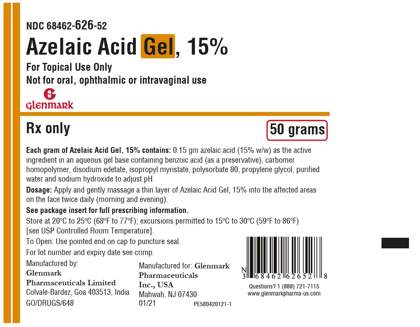 NDC 68462-626-52
Azelaic Acid Gel, 15%
For Topical Use Only
Not for oral, ophthalmic or intravaginal use
G
Glenmark
Rx only
50 grams
Each gram of Azelaic Acid Gel, 15% contains: 0.15 gm azelaic acid (15% w/w) as the active
ingredient in an aqueous gel base containing benzoic acid (as a preservative), carbomer
homopolymer, disodium edetate, isopropyl myristate, polysorbate 80, propylene glycol, purified
water and sodium hydroxide to adjust pH.
Dosage: Apply and gently massage a thin layer of Azelaic Acid Gel, 15% into the affected areas
on the face twice daily (morning and evening).
See package insert for full prescribing information.
Store at 20°C to 25°C (68°F to 77°F); excursions permitted to 15°C to 30°C (59°F to 86°F)
[see USP Controlled Room Temperature].
To Open: Use pointed end on cap to puncture seal.
For lot number and expiry date see crimp.
Manufactured by:
Glenmark
Pharmaceuticals Limited
Colvale-Bardez, Goa 403513, India
GO/DRUGS/648
Manufactured for: Glenmark
Pharmaceuticals
Inc., USA
Mahwah, NJ 07430
01/21
PES00420121-1
N
3 68462 62652 8
Questions? 1 (888) 721-7115
www.glenmarkpharma-us.com